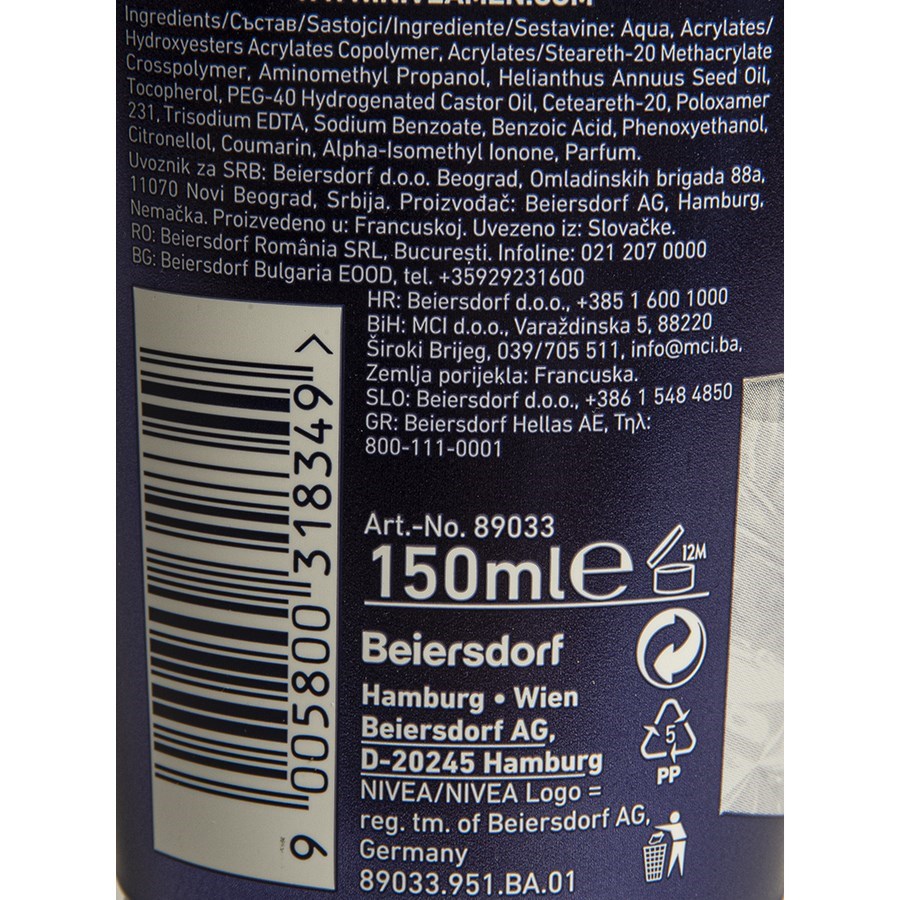 WWW.NIVEAMEN.COM
Ingredients/Състав/Sastojci/Ingrediente/Sestavine: Aqua, Acrylates/
Hydroxyesters Acrylates Copolymer, Acrylates/Steareth-20 Methacrylate
Crosspolymer, Aminomethyl Propanol, Helianthus Annuus Seed Oil,
Tocopherol, PEG-40 Hydrogenated Castor Oil, Ceteareth-20, Poloxamer
231, Trisodium EDTA, Sodium Benzoate, Benzoic Acid, Phenoxyethanol,
Citronellol, Coumarin, Alpha-Isomethyl Ionone, Parfum.
Uvoznik za SRB: Beiersdorf d.o.o. Beograd, Omladinskih brigada 88a,
11070 Novi Beograd, Srbija. Proizvođač: Beiersdorf AG, Hamburg,
Nemačka. Proizvedeno u: Francuskoj. Uvezeno iz: Slovačke.
RO: Beiersdorf România SRL, București. Infoline: 021 207 0000
BG: Beiersdorf Bulgaria EOOD, tel. +35929231600
HR: Beiersdorf d.o.o., +385 1 600 1000
BiH: MCI d.o.o., Varaždinska 5, 88220
Široki Brijeg, 039/705 511, info@mci.ba,
Zemlja porijekla: Francuska.
SLO: Beiersdorf d.o.o., +386 1 548 4850
GR: Beiersdorf Hellas AE, Τηλ:
800-111-0001
9 005800 318349 >
Art.-No. 89033
150ml℮
12M
Beiersdorf
Hamburg • Wien
Beiersdorf AG,
D-20245 Hamburg
5
PP
NIVEA/NIVEA Logo =
reg. tm. of Beiersdorf AG,
Germany
89033.951.BA.01